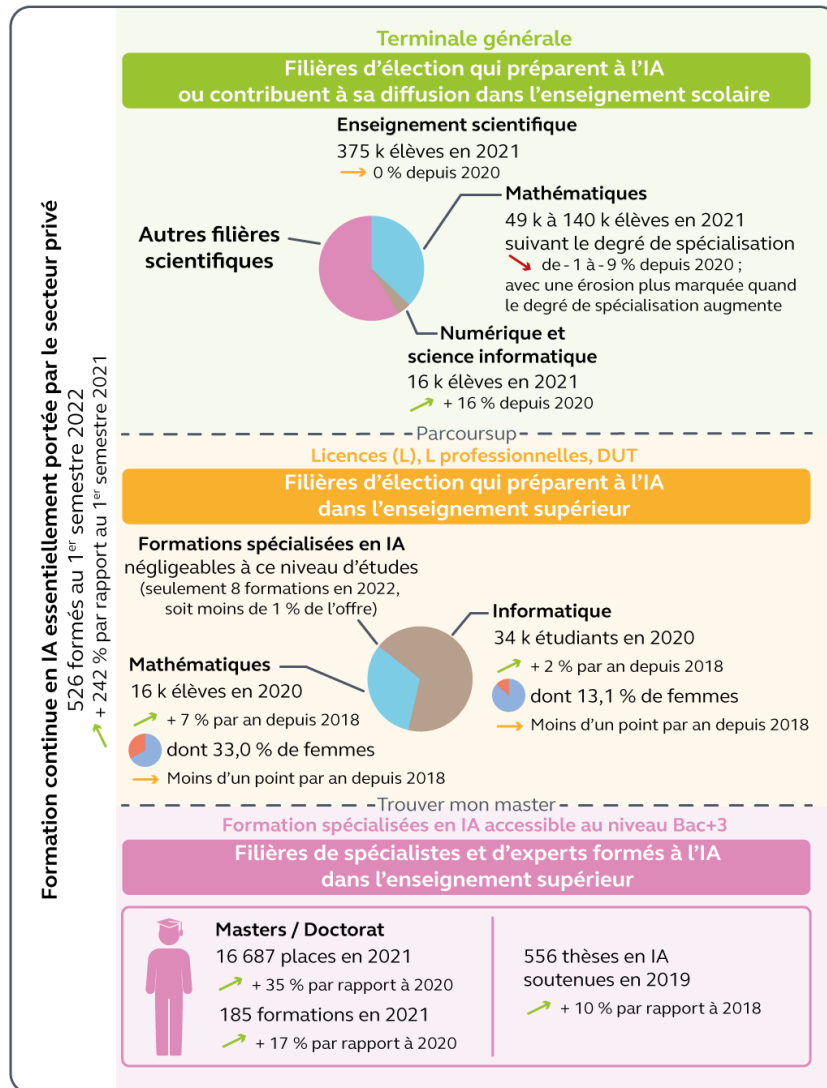 Formation continue en IA essentiellement portée par le secteur privé
526 formés au 1er semestre 2022
+ 242 % par rapport au 1er semestre 2021
Terminale générale
Filières d'élection qui préparent à l'IA
ou contribuent à sa diffusion dans l'enseignement scolaire
Enseignement scientifique
375 k élèves en 2021
0 % depuis 2020
Autres filières
scientifiques
Mathématiques
49 k à 140 k élèves en 2021
suivant le degré de spécialisation
de - 1 à - 9 % depuis 2020 ;
avec une érosion plus marquée quand
le degré de spécialisation augmente
Numérique et
science informatique
16 k élèves en 2021
+ 16 % depuis 2020
Parcoursup
Licences (L), L professionnelles, DUT
Filières d'élection qui préparent à l'IA
dans l'enseignement supérieur
Formations spécialisées en IA
négligeables à ce niveau d'études
(seulement 8 formations en 2022,
soit moins de 1 % de l'offre)
Informatique
34 k étudiants en 2020
+ 2 % par an depuis 2018
dont 13,1 % de femmes
Moins d'un point par an depuis 2018
Mathématiques
16 k élèves en 2020
+ 7 % par an depuis 2018
dont 33,0 % de femmes
Moins d'un point par an depuis 2018
Trouver mon master
Formation spécialisées en IA accessible au niveau Bac+3
Filières de spécialistes et d'experts formés à l'IA
dans l'enseignement supérieur
Masters / Doctorat
16 687 places en 2021
+ 35 % par rapport à 2020
185 formations en 2021
+ 17 % par rapport à 2020
556 thèses en IA
soutenues en 2019
+ 10 % par rapport à 2018